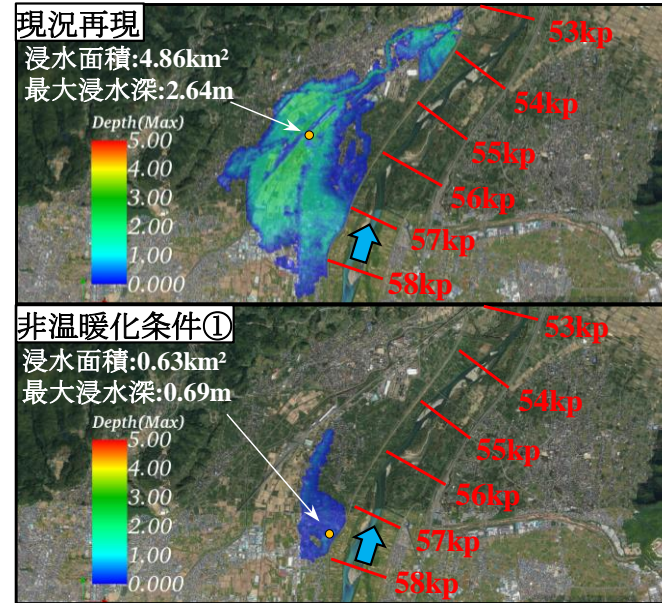 現況再現
浸水面積:4.86km²
最大浸水深:2.64m
Depth(Max)
5.00
4.00
3.00
2.00
1.00
0.000
53kp
54kp
55kp
56kp
57kp
58kp
非温暖化条件①
浸水面積:0.63km²
最大浸水深:0.69m
Depth(Max)
5.00
4.00
3.00
2.00
1.00
0.000
53kp
54kp
55kp
56kp
57kp
58kp